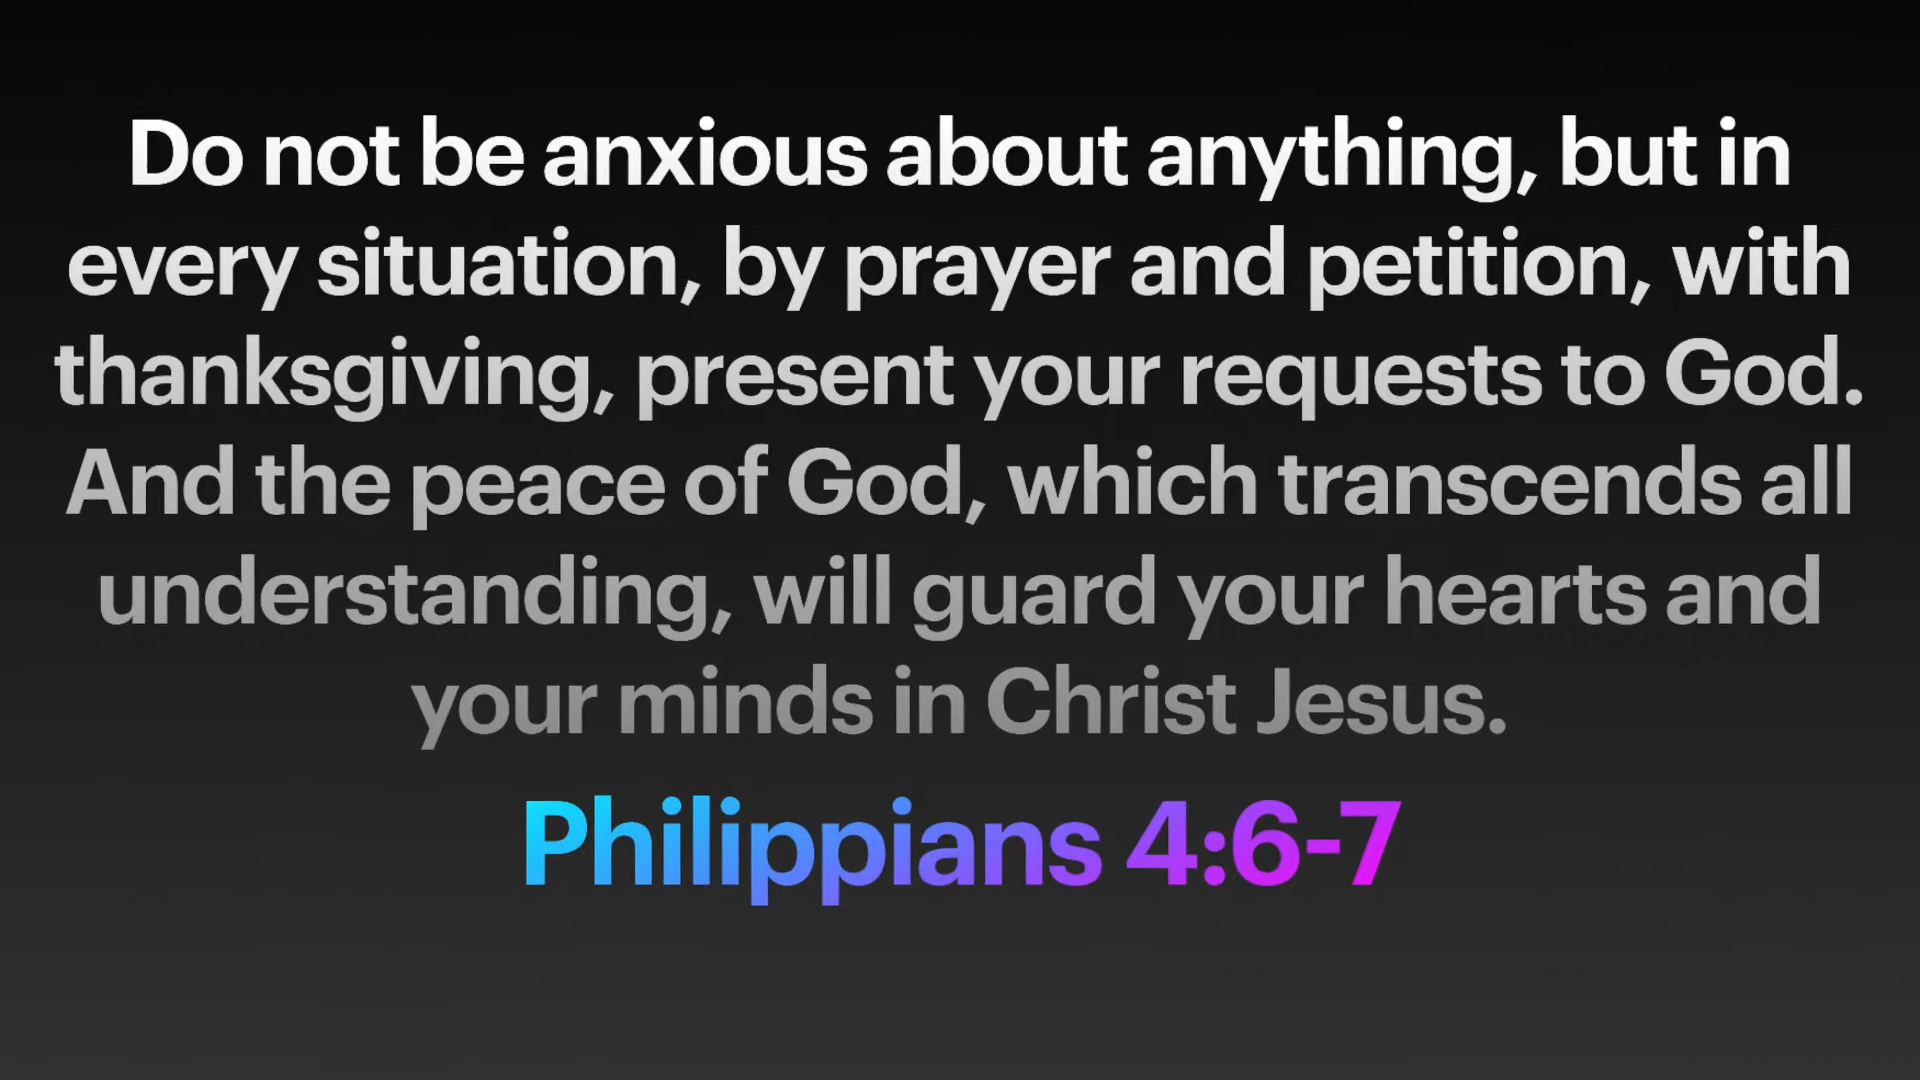 Do not be anxious about anything, but in
every situation, by prayer and petition, with
thanksgiving, present your requests to God.
And the peace of God, which transcends all
understanding, will guard your hearts and
your minds in Christ Jesus.
Philippians 4:6-7